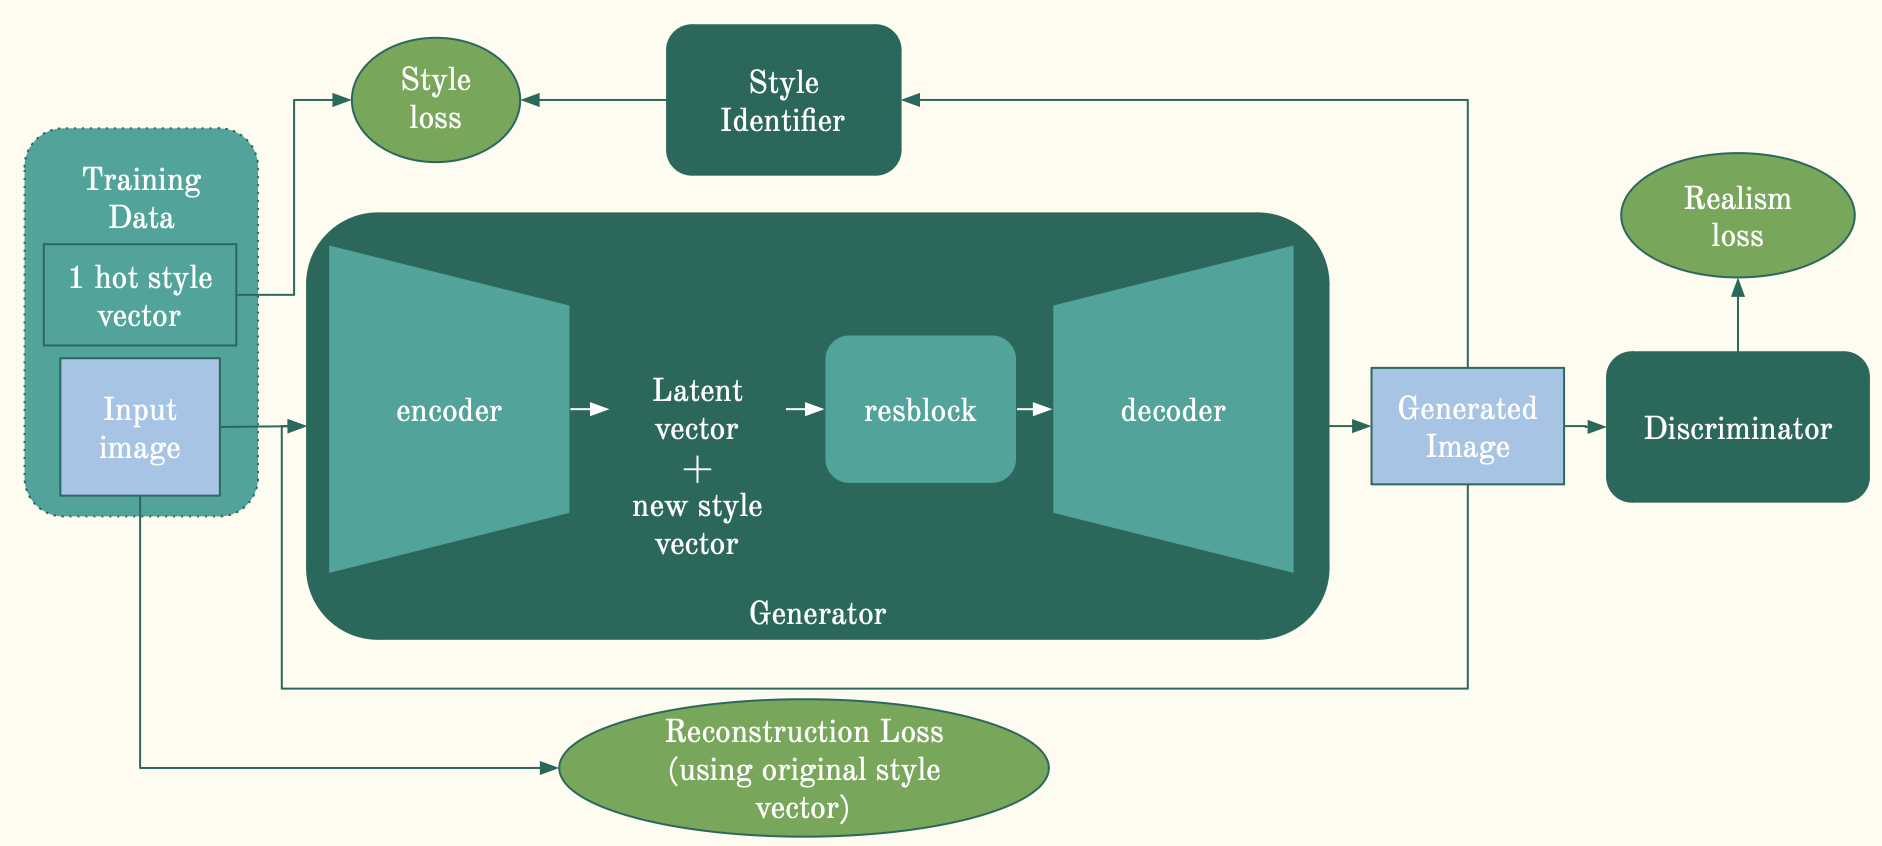 Style
loss
Style
Identifier
Training
Data
1 hot style
vector
Input
image
encoder
Latent
vector
+
new style
vector
resblock
decoder
Generator
Generated
Image
Discriminator
Realism
loss
Reconstruction Loss
(using original style
vector)